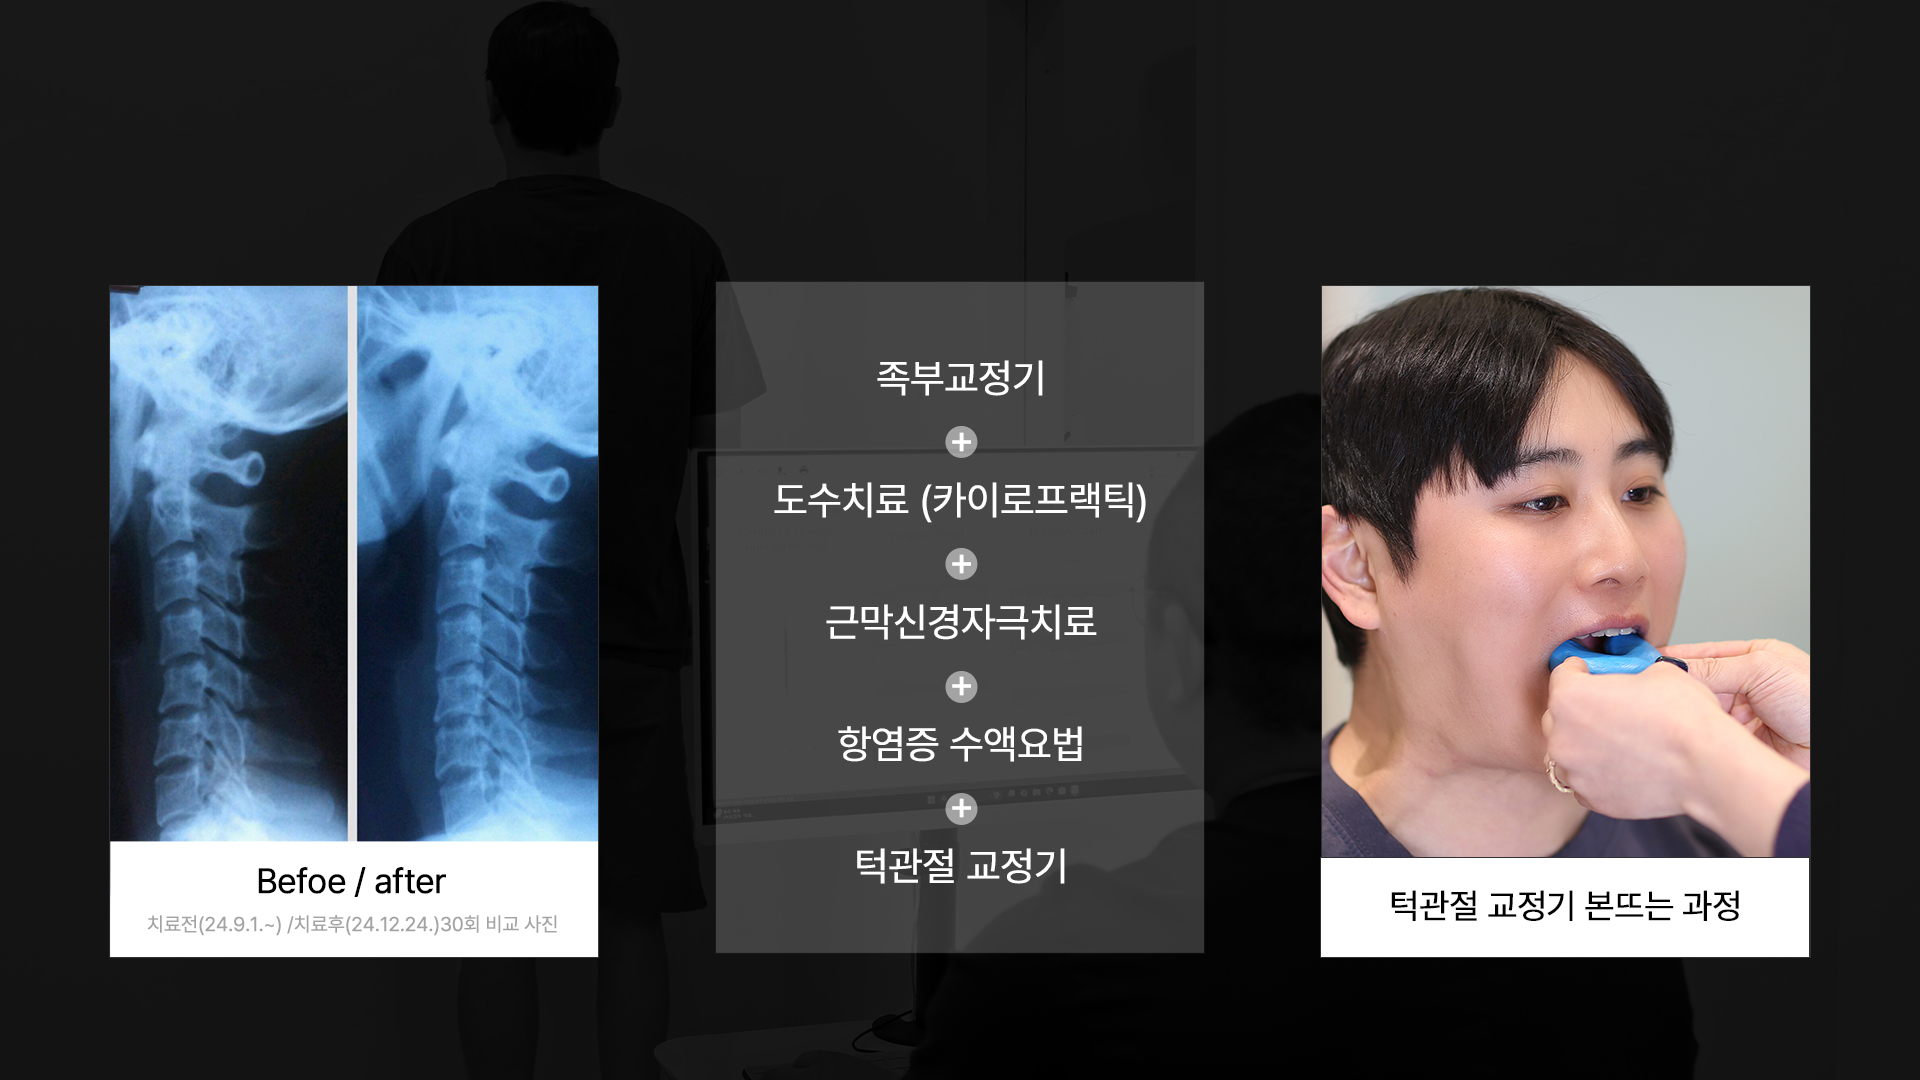 Befoe / after
치료전(24.9.1.~) /치료후(24.12.24.)30회 비교 사진
족부교정기
+
도수치료 (카이로프랙틱)
+
근막신경자극치료
+
항염증 수액요법
+
턱관절 교정기
턱관절 교정기 본뜨는 과정